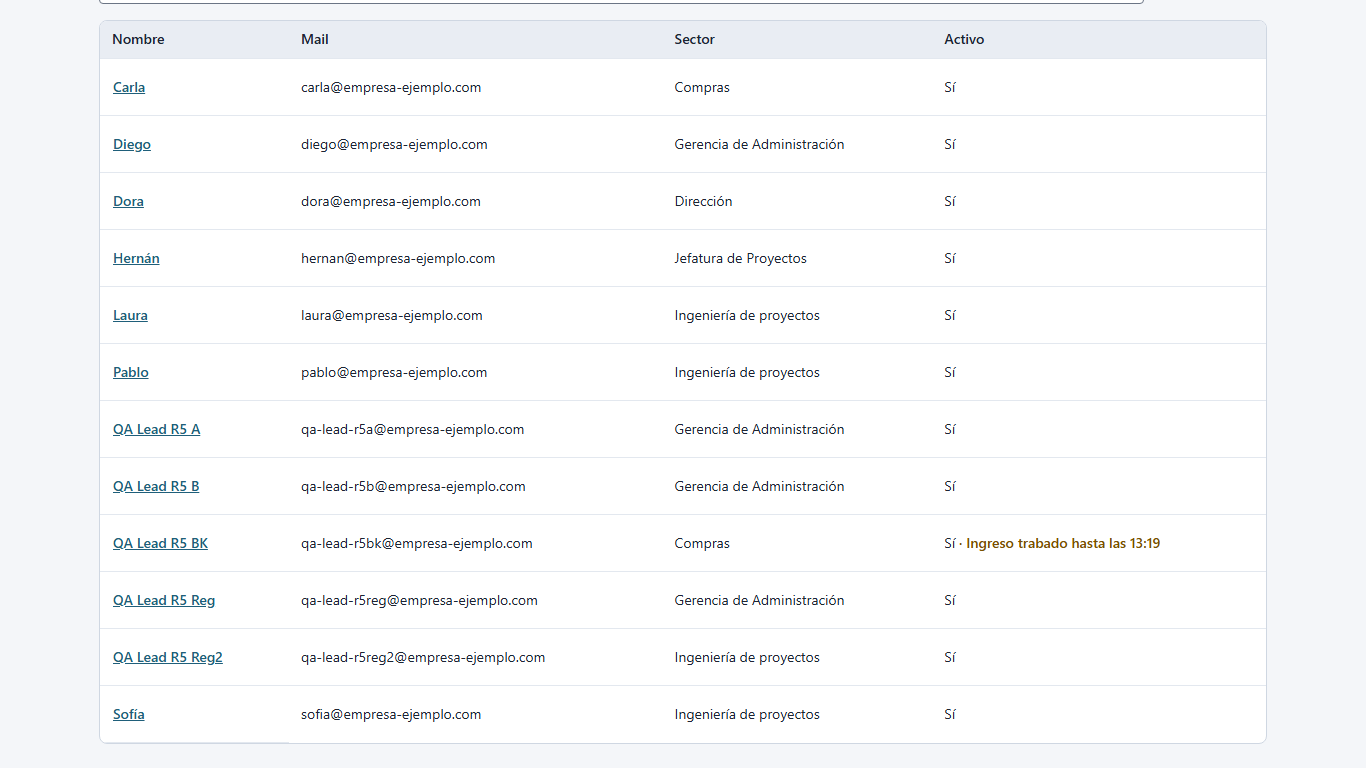 Nombre Mail Sector Activo
Carla carla@empresa-ejemplo.com Compras Sí
Diego diego@empresa-ejemplo.com Gerencia de Administración Sí
Dora dora@empresa-ejemplo.com Dirección Sí
Hernán hernan@empresa-ejemplo.com Jefatura de Proyectos Sí
Laura laura@empresa-ejemplo.com Ingeniería de proyectos Sí
Pablo pablo@empresa-ejemplo.com Ingeniería de proyectos Sí
QA Lead R5 A qa-lead-r5a@empresa-ejemplo.com Gerencia de Administración Sí
QA Lead R5 B qa-lead-r5b@empresa-ejemplo.com Gerencia de Administración Sí
QA Lead R5 BK qa-lead-r5bk@empresa-ejemplo.com Compras Sí · Ingreso trabado hasta las 13:19
QA Lead R5 Reg qa-lead-r5reg@empresa-ejemplo.com Gerencia de Administración Sí
QA Lead R5 Reg2 qa-lead-r5reg2@empresa-ejemplo.com Ingeniería de proyectos Sí
Sofía sofia@empresa-ejemplo.com Ingeniería de proyectos Sí